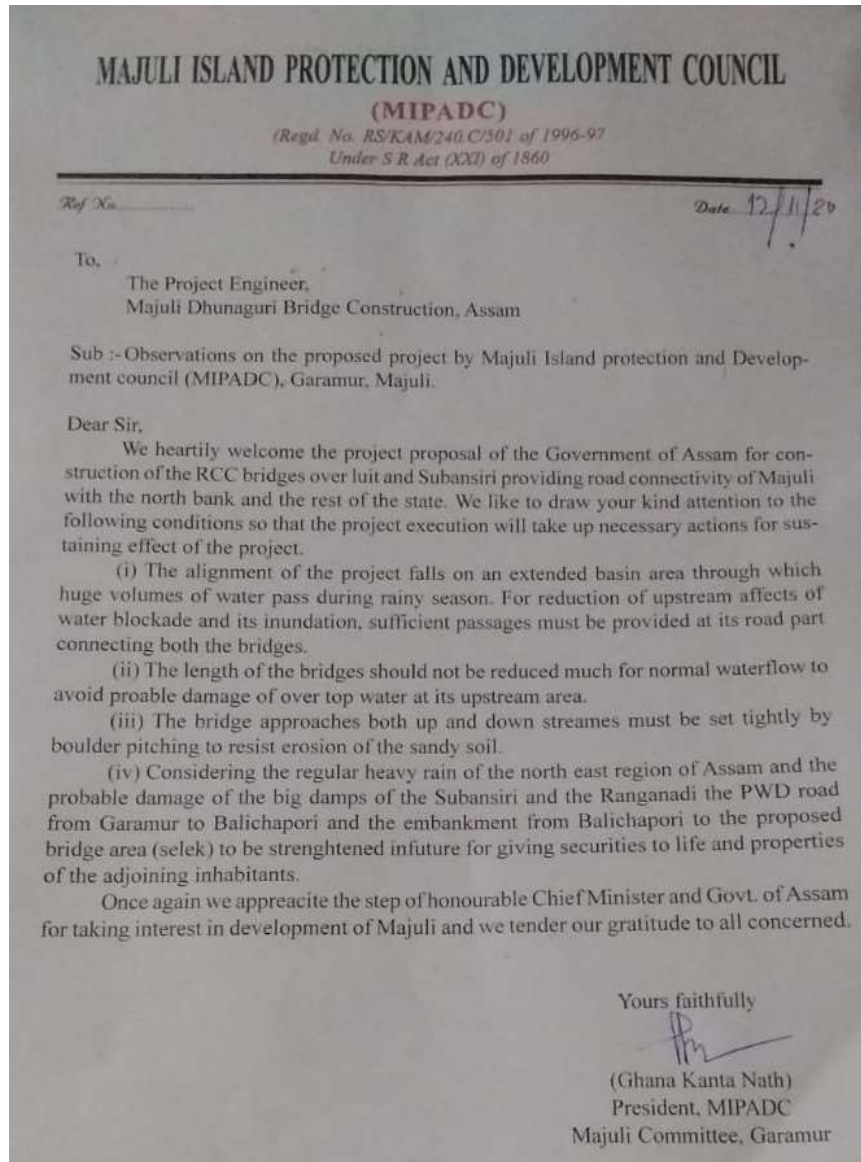 MAJULI ISLAND PROTECTION AND DEVELOPMENT COUNCIL
(MIPADC)
(Regd. No. RS/KAM/240.C/501 of 1996-97
Under S R Act (XXI) of 1860
Ref No.............. Date 12/11/20
To,
The Project Engineer,
Majuli Dhunaguri Bridge Construction, Assam
Sub :- Observations on the proposed project by Majuli Island protection and Develop-
ment council (MIPADC), Garamur, Majuli.
Dear Sir,
We heartily welcome the project proposal of the Government of Assam for con-
struction of the RCC bridges over luit and Subansiri providing road connectivity of Majuli
with the north bank and the rest of the state. We like to draw your kind attention to the
following conditions so that the project execution will take up necessary actions for sus-
taining effect of the project.
(i) The alignment of the project falls on an extended basin area through which
huge volumes of water pass during rainy season. For reduction of upstream affects of
water blockade and its inundation, sufficient passages must be provided at its road part
connecting both the bridges.
(ii) The length of the bridges should not be reduced much for normal waterflow to
avoid proable damage of over top water at its upstream area.
(iii) The bridge approaches both up and down streames must be set tightly by
boulder pitching to resist erosion of the sandy soil.
(iv) Considering the regular heavy rain of the north east region of Assam and the
probable damage of the big damps of the Subansiri and the Ranganadi the PWD road
from Garamur to Balichapori and the embankment from Balichapori to the proposed
bridge area (selek) to be strenghtened infuture for giving securities to life and properties
of the adjoining inhabitants.
Once again we appreacite the step of honourable Chief Minister and Govt. of Assam
for taking interest in development of Majuli and we tender our gratitude to all concerned.
Yours faithfully
(Ghana Kanta Nath)
President, MIPADC
Majuli Committee, Garamur